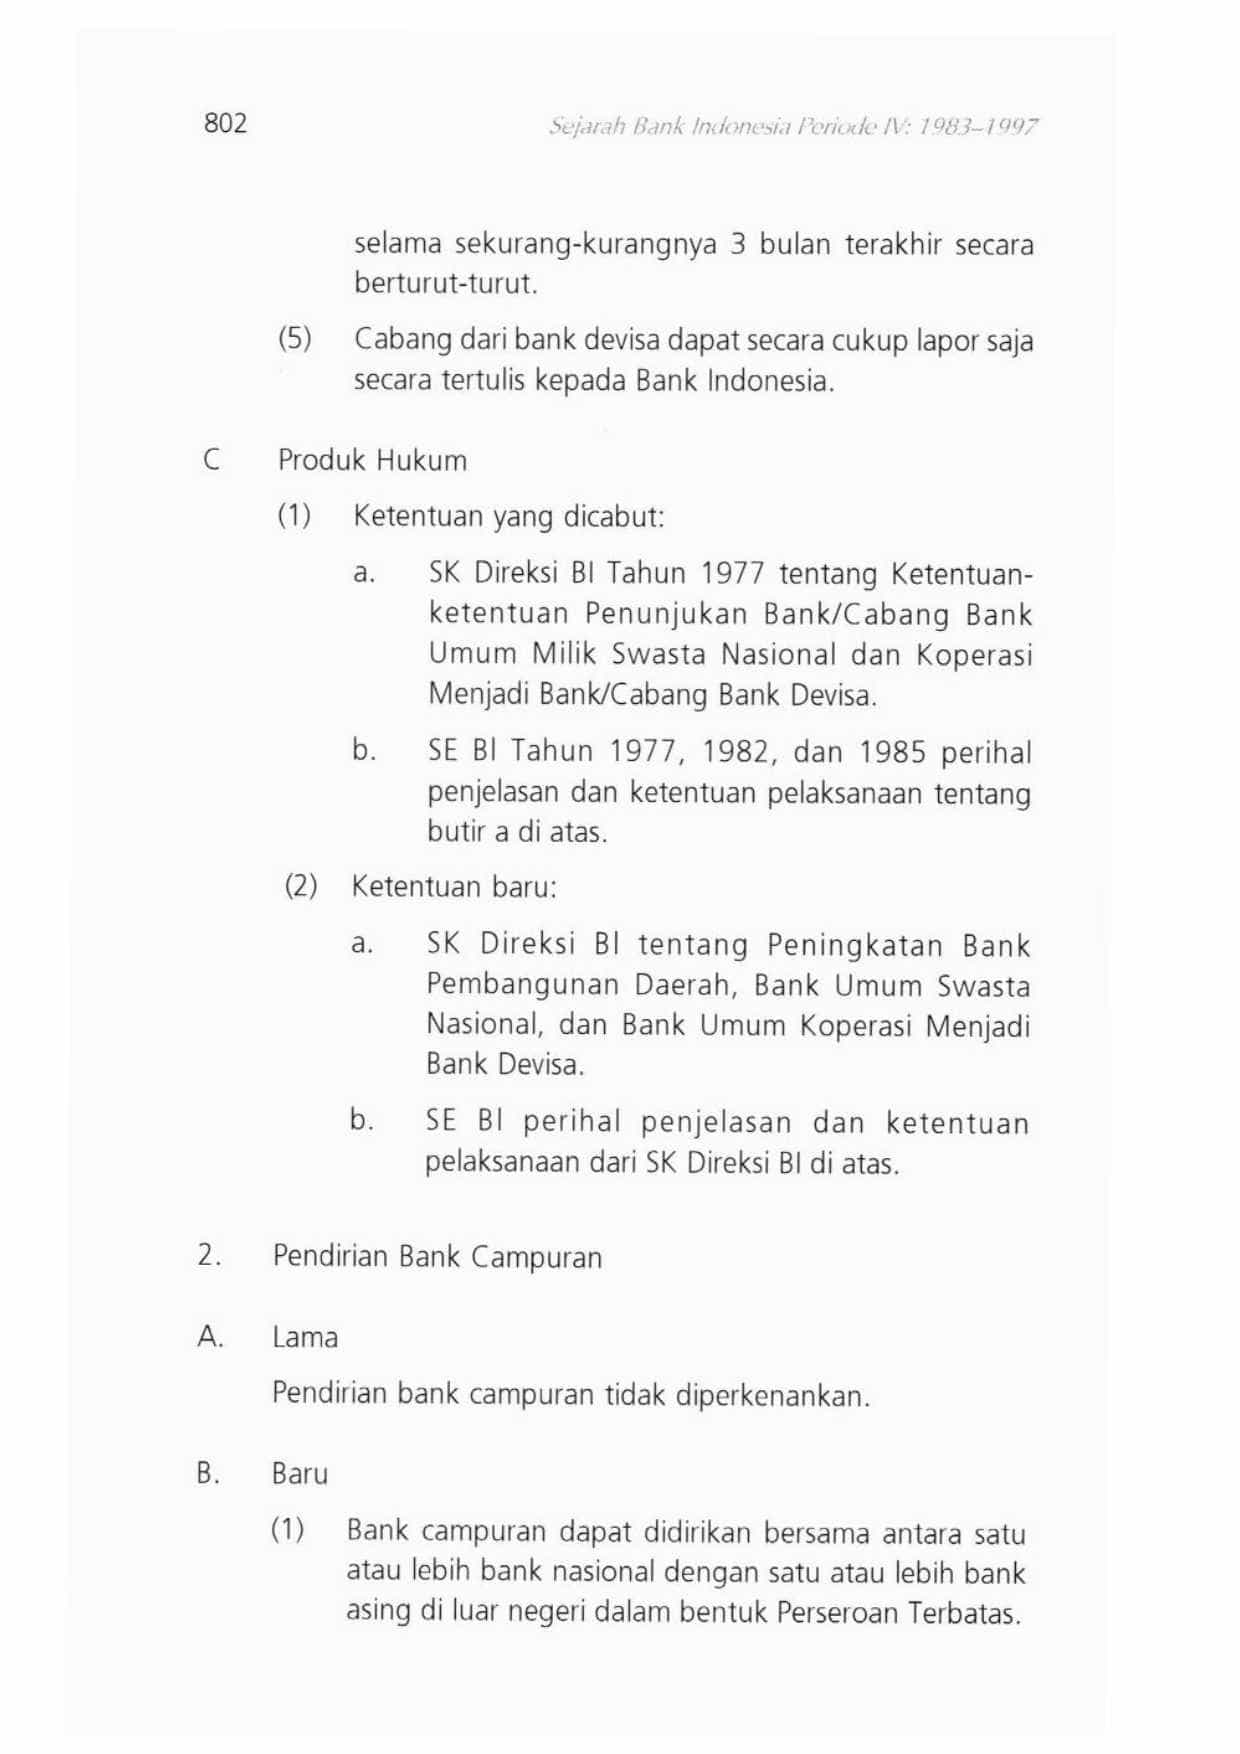 802 Sejarah Bank Indonesia Periode IV: 1983–1997
selama sekurang-kurangnya 3 bulan terakhir secara
berturut-turut.
(5) Cabang dari bank devisa dapat secara cukup lapor saja
secara tertulis kepada Bank Indonesia.
C Produk Hukum
(1) Ketentuan yang dicabut:
a. SK Direksi BI Tahun 1977 tentang Ketentuan-
ketentuan Penunjukan Bank/Cabang Bank
Umum Milik Swasta Nasional dan Koperasi
Menjadi Bank/Cabang Bank Devisa.
b. SE BI Tahun 1977, 1982, dan 1985 perihal
penjelasan dan ketentuan pelaksanaan tentang
butir a di atas.
(2) Ketentuan baru:
a. SK Direksi BI tentang Peningkatan Bank
Pembangunan Daerah, Bank Umum Swasta
Nasional, dan Bank Umum Koperasi Menjadi
Bank Devisa.
b. SE BI perihal penjelasan dan ketentuan
pelaksanaan dari SK Direksi BI di atas.
2. Pendirian Bank Campuran
A. Lama
Pendirian bank campuran tidak diperkenankan.
B. Baru
(1) Bank campuran dapat didirikan bersama antara satu
atau lebih bank nasional dengan satu atau lebih bank
asing di luar negeri dalam bentuk Perseroan Terbatas.